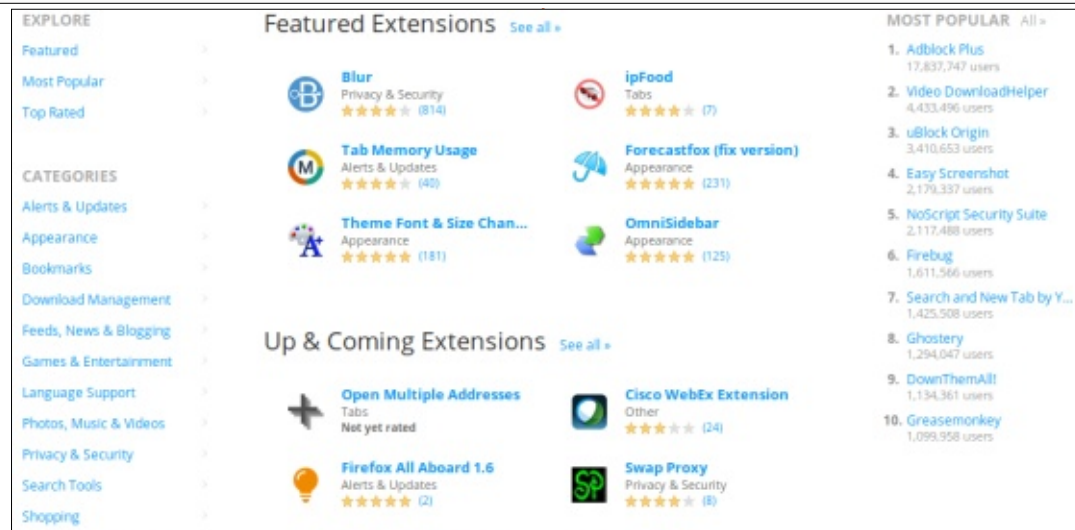 EXPLORE
Featured
Most Popular
Top Rated
CATEGORIES
Alerts & Updates
Appearance
Bookmarks
Download Management
Feeds, News & Blogging
Games & Entertainment
Language Support
Photos, Music & Videos
Privacy & Security
Search Tools
Shopping
Featured Extensions See all »
Blur
Privacy & Security
(814)
ipFood
Tabs
(7)
Tab Memory Usage
Alerts & Updates
(40)
Forecastfox (fix version)
Appearance
(231)
Theme Font & Size Chan...
Appearance
(181)
OmniSidebar
Appearance
(125)
Up & Coming Extensions See all »
Open Multiple Addresses
Tabs
Not yet rated
Cisco WebEx Extension
Other
(24)
Firefox All Aboard 1.6
Alerts & Updates
(2)
Swap Proxy
Privacy & Security
(8)
MOST POPULAR All »
1. Adblock Plus
17,837,747 users
2. Video DownloadHelper
4,433,496 users
3. uBlock Origin
3,410,653 users
4. Easy Screenshot
2,179,337 users
5. NoScript Security Suite
2,117,488 users
6. Firebug
1,611,566 users
7. Search and New Tab by Y...
1,425,508 users
8. Ghostery
1,294,047 users
9. DownThemAll!
1,134,361 users
10. Greasemonkey
1,099,958 users